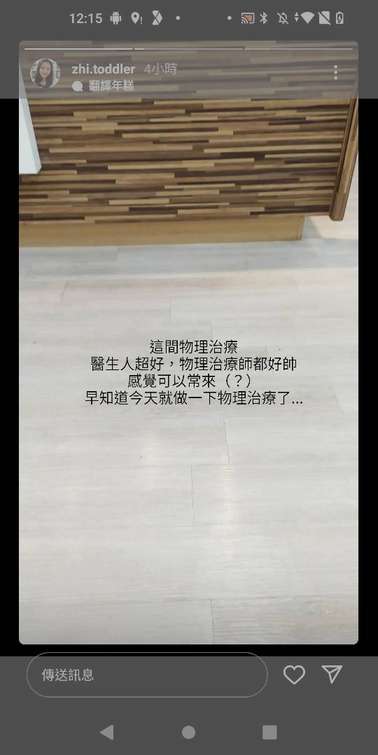 12:15
zhi.toddler 4小時
翻譯年糕
這間物理治療
醫生人超好，物理治療師都好帥
感覺可以常來（？）
早知道今天就做一下物理治療了...
傳送訊息